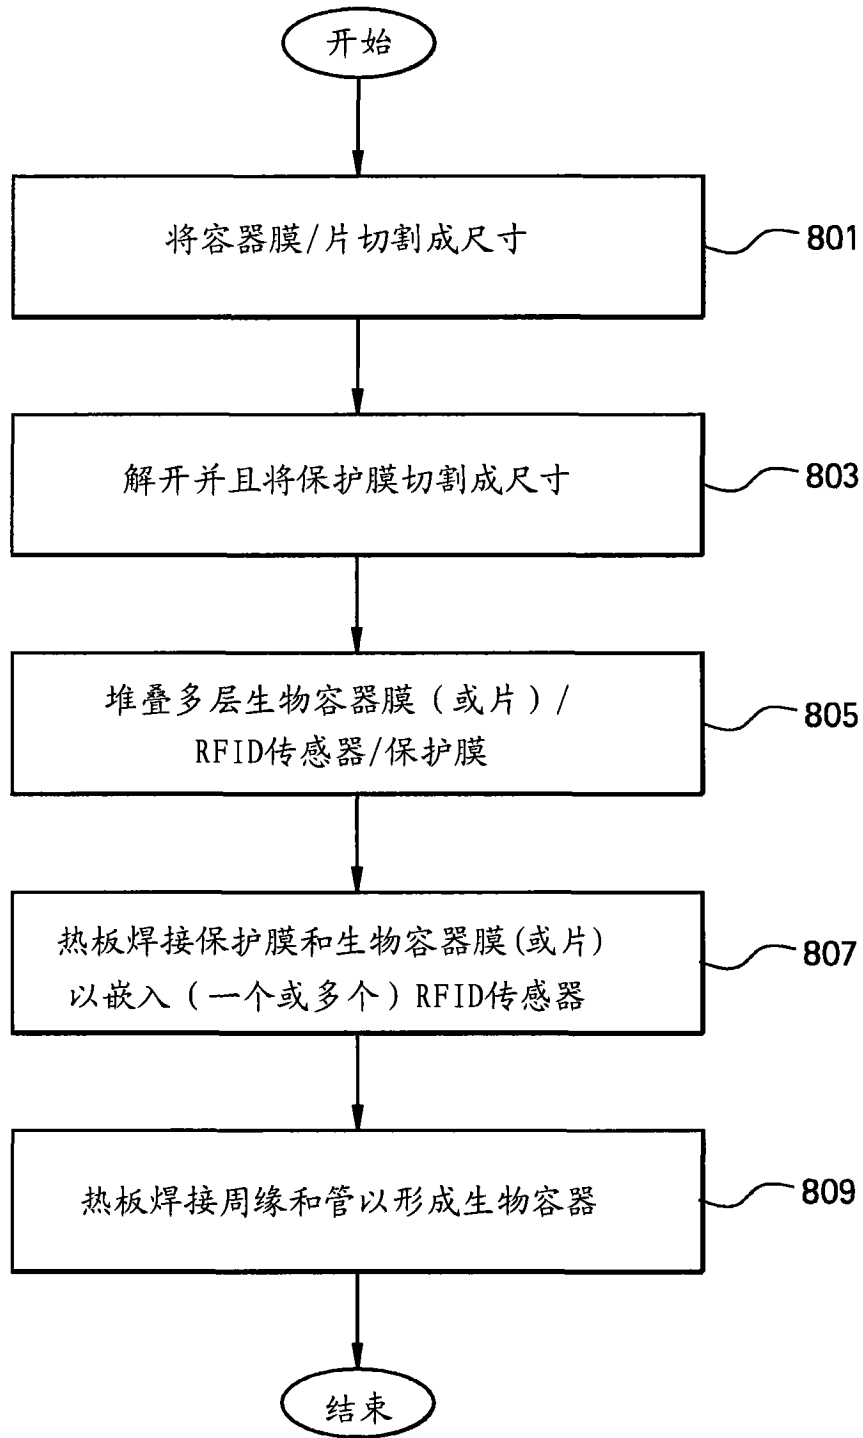 开始
将容器膜/片切割成尺寸
801
解开并且将保护膜切割成尺寸
803
堆叠多层生物容器膜（或片）/
RFID传感器/保护膜
805
热板焊接保护膜和生物容器膜(或片)
以嵌入（一个或多个）RFID传感器
807
热板焊接周缘和管以形成生物容器
809
结束